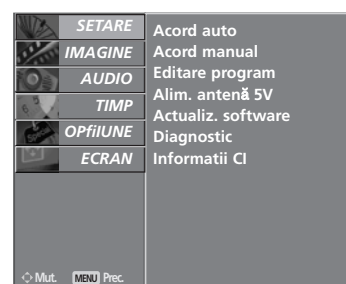 SETARE
IMAGINE
AUDIO
TIMP
OPfiIUNE
ECRAN
Acord auto
Acord manual
Editare program
Alim. antenă 5V
Actualiz. software
Diagnostic
Informatii CI
Mut. MENU Prec.